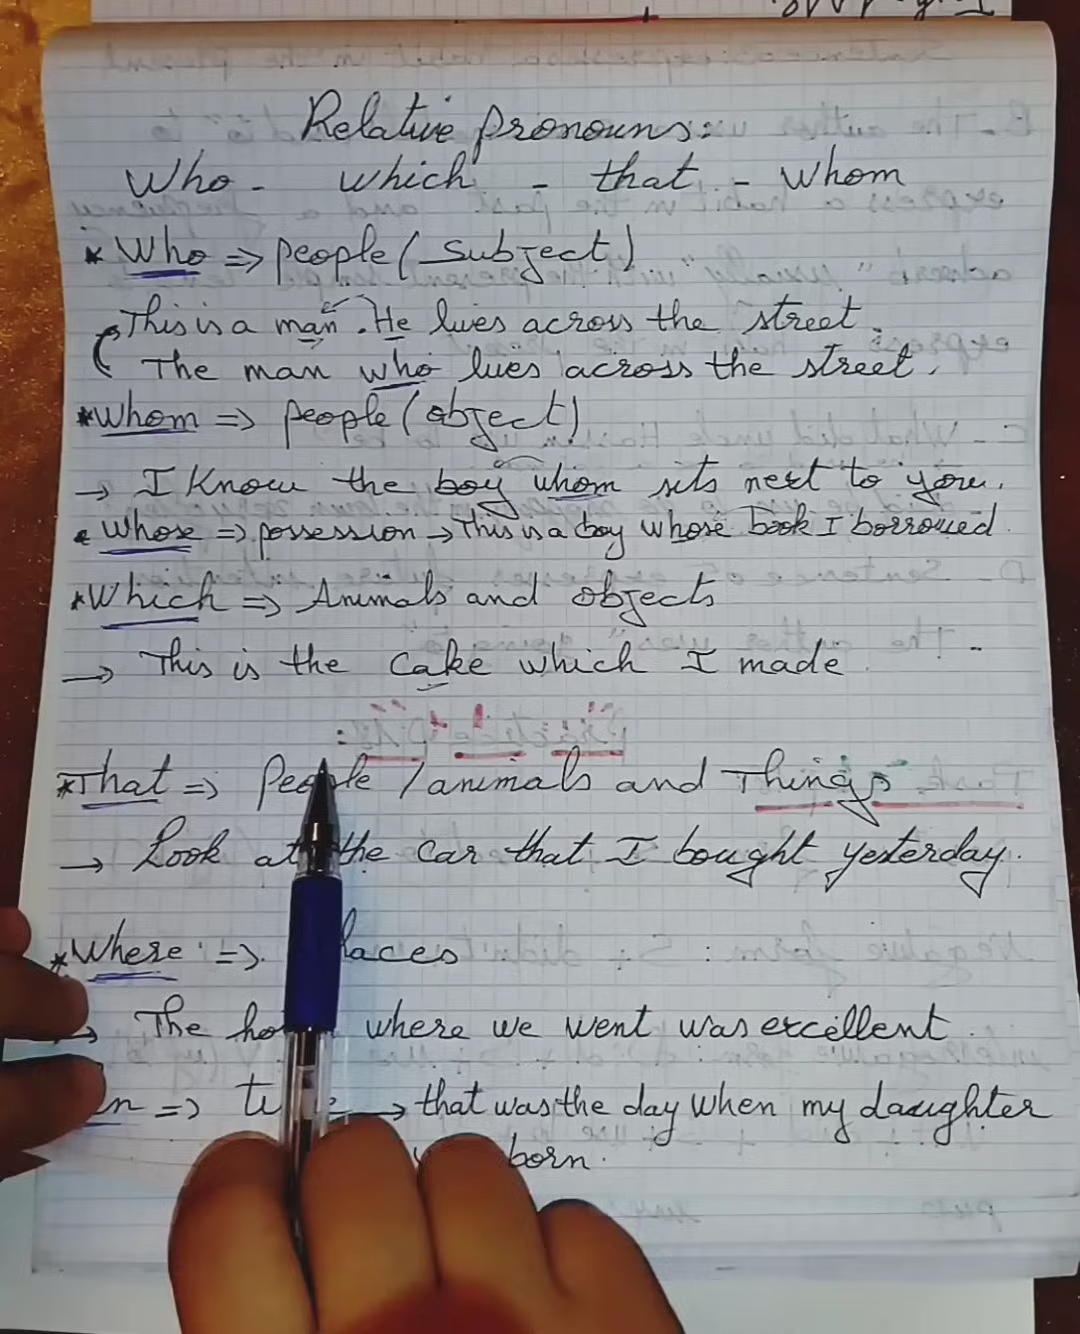 Relative pronouns:
Who - which - that - whom
* Who => people (subject)
This is a man. He lives across the street.
The man who lives across the street.
* Whom => people (object)
→ I know the boy whom sits next to you.
* Whose => possession → This is a boy whose book I borrowed.
* Which => Animals and objects
→ This is the cake which I made.
* That => People / animals and Things
→ Look at the car that I bought yesterday.
* Where => laces
→ The where we went was excellent.
=> → that was the day when my daughter
born.